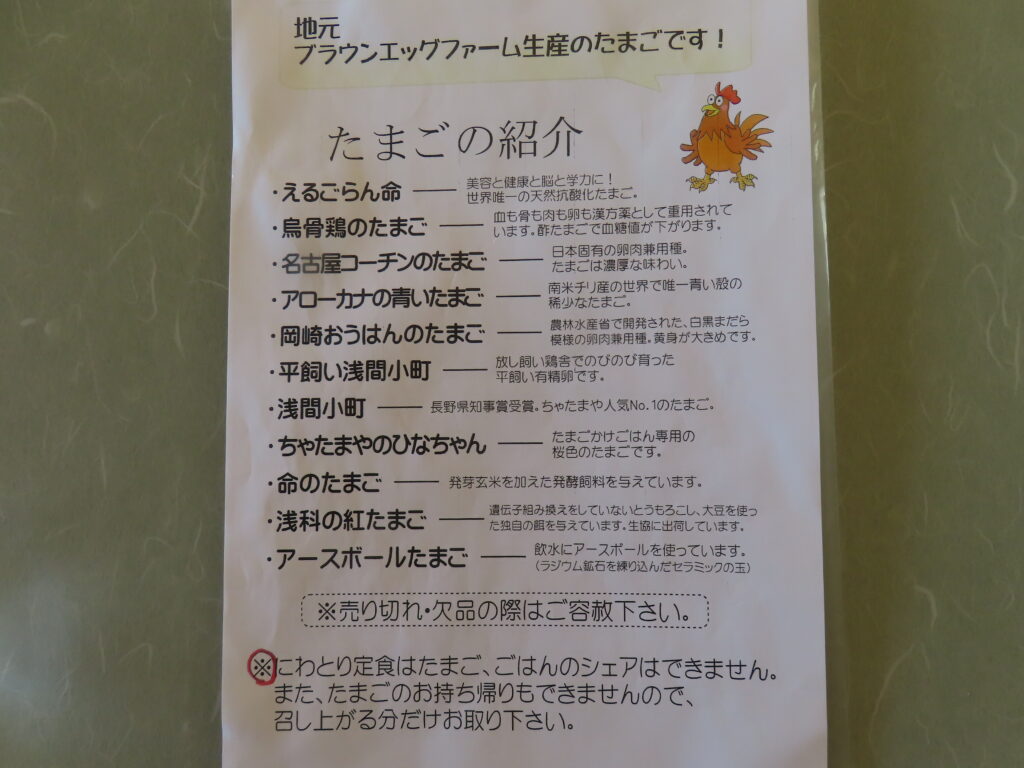 地元
ブラウンエッグファーム生産のたまごです！
たまごの紹介
・えるごらん命 ―― 美容と健康と脳と学力に！
世界唯一の天然抗酸化たまご。
・烏骨鶏のたまご ―― 血も骨も肉も卵も漢方薬として重用されて
います。酢たまごで血糖値が下がります。
・名古屋コーチンのたまご ―― 日本固有の卵肉兼用種。
たまごは濃厚な味わい。
・アローカナの青いたまご ―― 南米チリ産の世界で唯一青い殻の
稀少なたまご。
・岡崎おうはんのたまご ―― 農林水産省で開発された、白黒まだら
模様の卵肉兼用種。黄身が大きめです。
・平飼い浅間小町 ―― 放し飼い鶏舎でのびのび育った
平飼い有精卵です。
・浅間小町 ―― 長野県知事賞受賞。ちゃたまや人気No.1のたまご。
・ちゃたまやのひなちゃん ―― たまごかけごはん専用の
桜色のたまごです。
・命のたまご ―― 発芽玄米を加えた発酵飼料を与えています。
・浅科の紅たまご ―― 遺伝子組み換えをしていないとうもろこし、大豆を使っ
た独自の餌を与えています。生協に出荷しています。
・アースボールたまご ―― 飲水にアースボールを使っています。
（ラジウム鉱石を練り込んだセラミックの玉）
※売り切れ・欠品の際はご容赦下さい。
※にわとり定食はたまご、ごはんのシェアはできません。
また、たまごのお持ち帰りもできませんので、
召し上がる分だけお取り下さい。